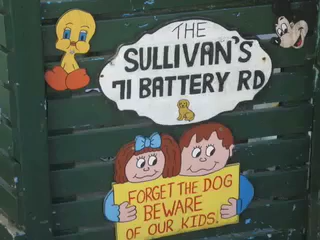 THE
SULLIVAN'S
71 BATTERY RD
FORGET THE DOG
BEWARE
OF OUR KIDS.